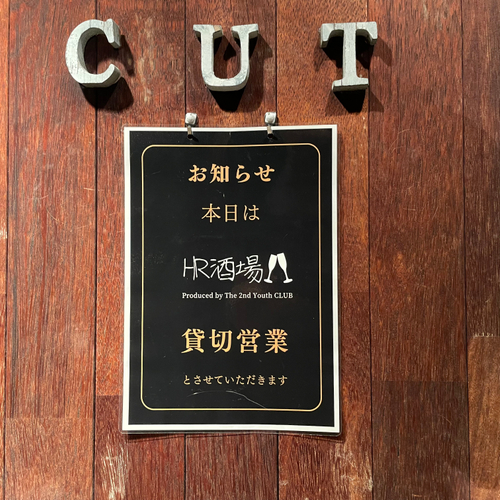 CUT
お知らせ
本日は
HR酒場
Produced by The 2nd Youth CLUB
貸切営業
とさせていただきます